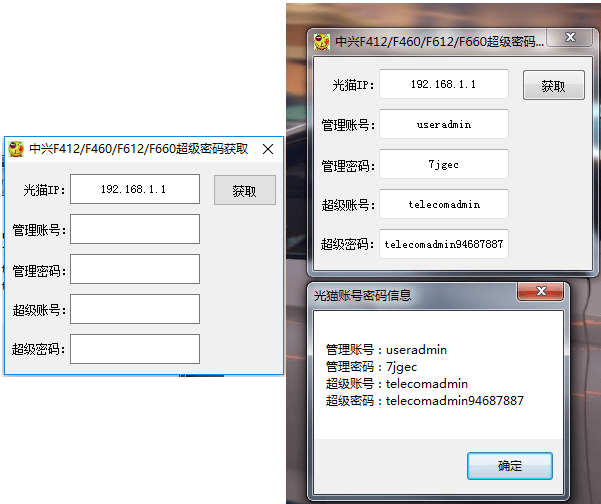 中兴F412/F460/F612/F660超级密码获取
光猫IP:
192.168.1.1
获取
管理账号:
管理密码:
超级账号:
超级密码:
中兴F412/F460/F612/F660超级密码...
光猫IP:
192.168.1.1
获取
管理账号:
useradmin
管理密码:
7jgec
超级账号:
telecomadmin
超级密码:
telecomadmin94687887
光猫账号密码信息
管理账号：useradmin
管理密码：7jgec
超级账号：telecomadmin
超级密码：telecomadmin94687887
确定